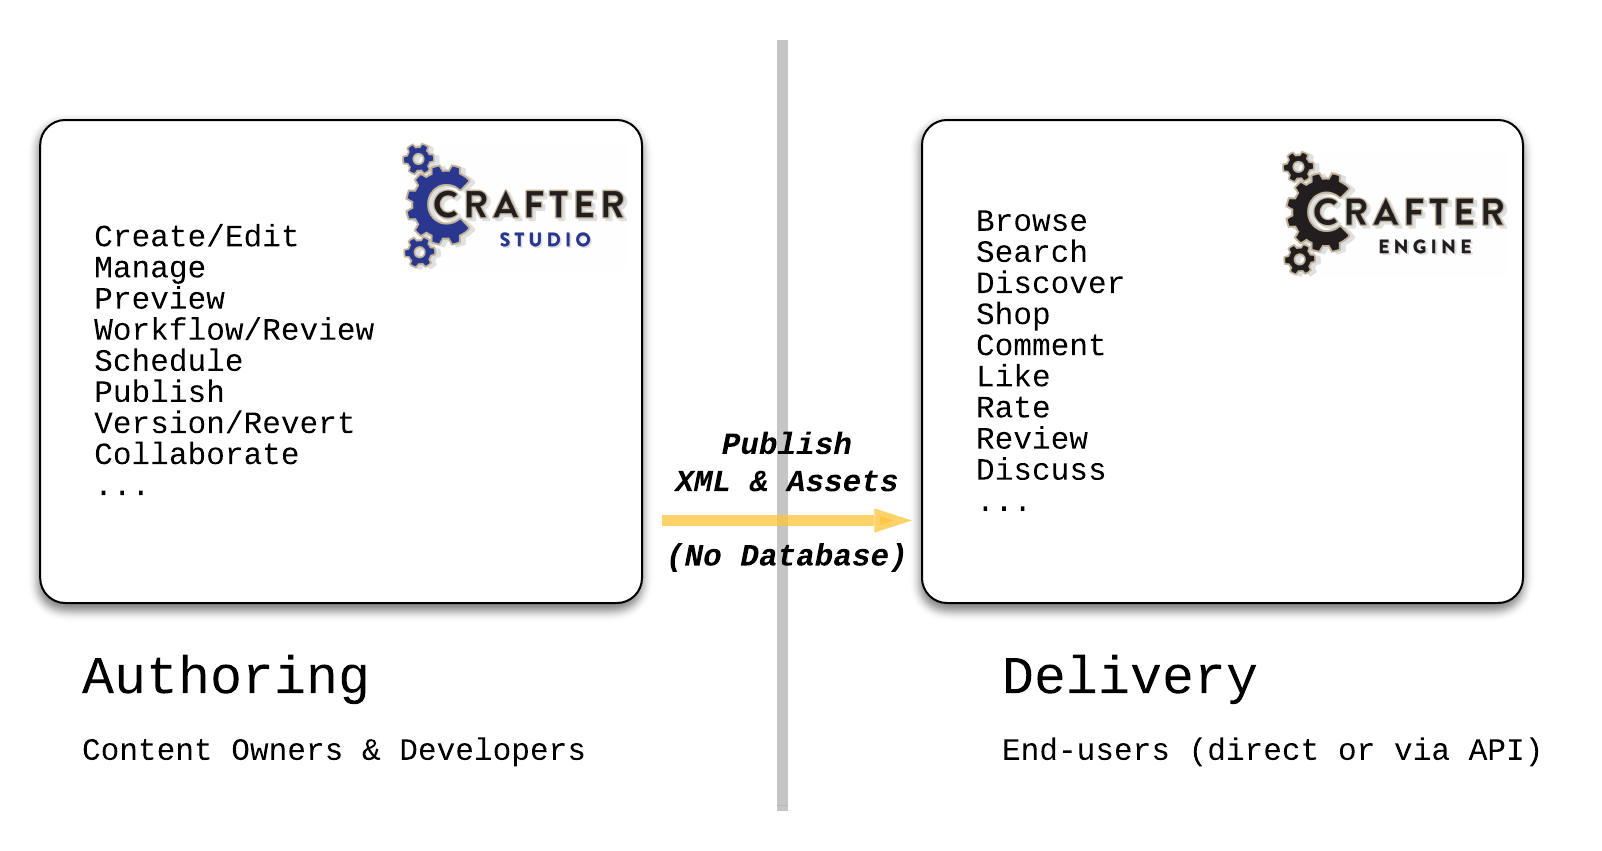 CRAFTER
STUDIO
Create/Edit
Manage
Preview
Workflow/Review
Schedule
Publish
Version/Revert
Collaborate
...
Publish
XML & Assets
(No Database)
CRAFTER
ENGINE
Browse
Search
Discover
Shop
Comment
Like
Rate
Review
Discuss
...
Authoring
Content Owners & Developers
Delivery
End-users (direct or via API)